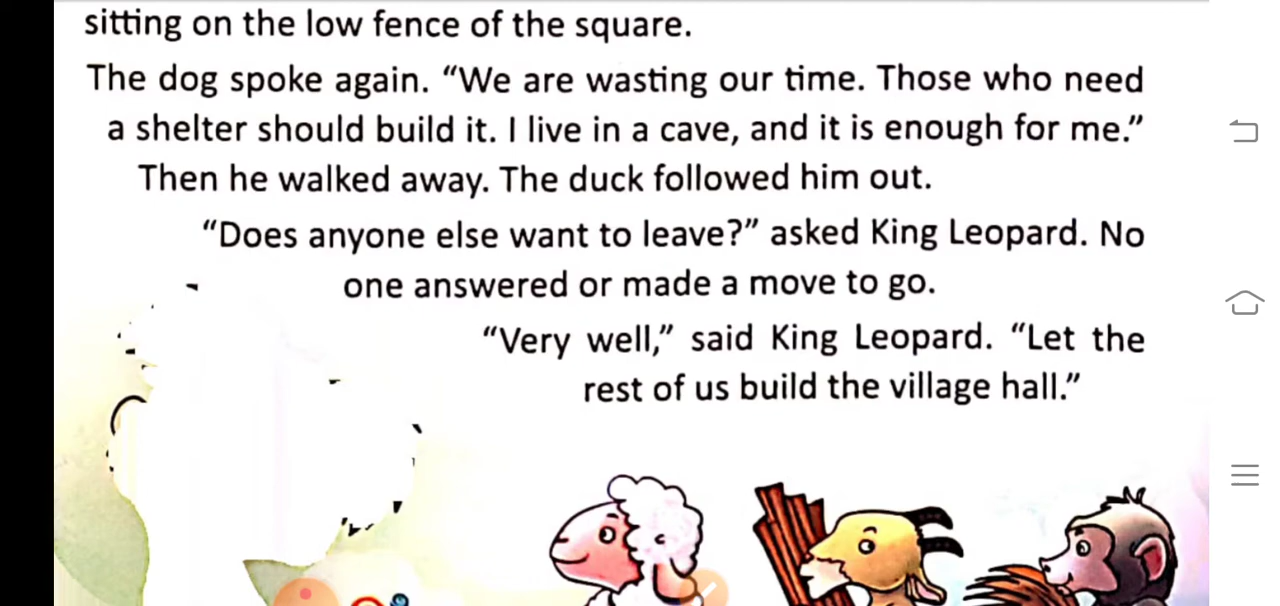 sitting on the low fence of the square.
The dog spoke again. “We are wasting our time. Those who need
a shelter should build it. I live in a cave, and it is enough for me.”
Then he walked away. The duck followed him out.
“Does anyone else want to leave?” asked King Leopard. No
one answered or made a move to go.
“Very well,” said King Leopard. “Let the
rest of us build the village hall.”